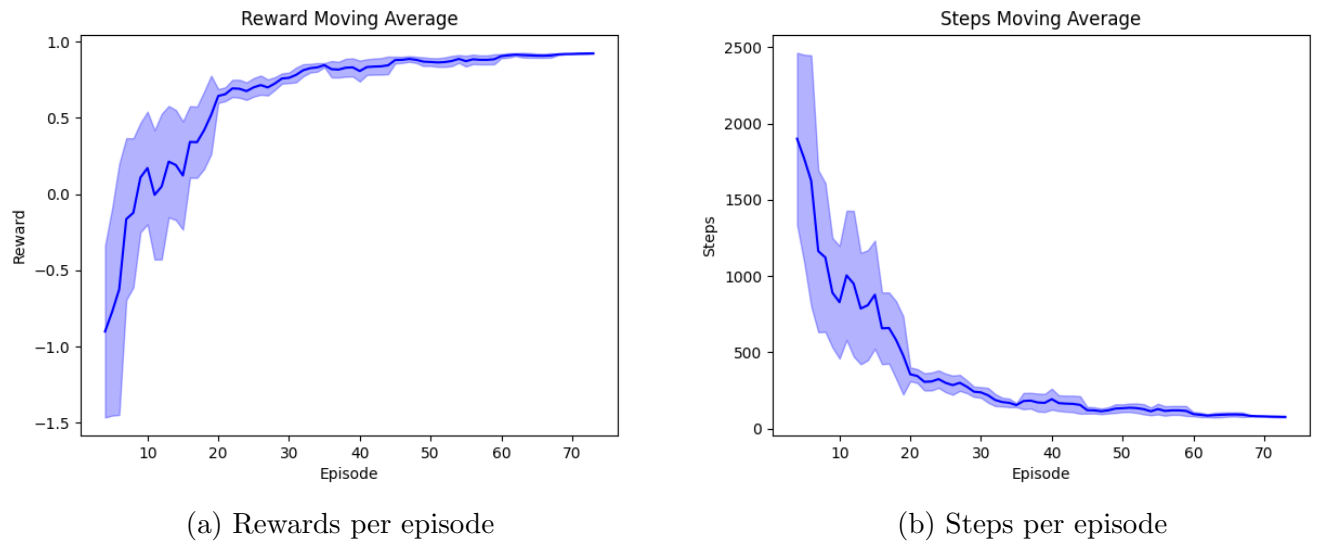 Reward Moving Average
1.0
0.5
0.0
−0.5
−1.0
−1.5
Reward
10 20 30 40 50 60 70
Episode
(a) Rewards per episode
Steps Moving Average
2500
2000
1500
1000
500
0
Steps
10 20 30 40 50 60 70
Episode
(b) Steps per episode